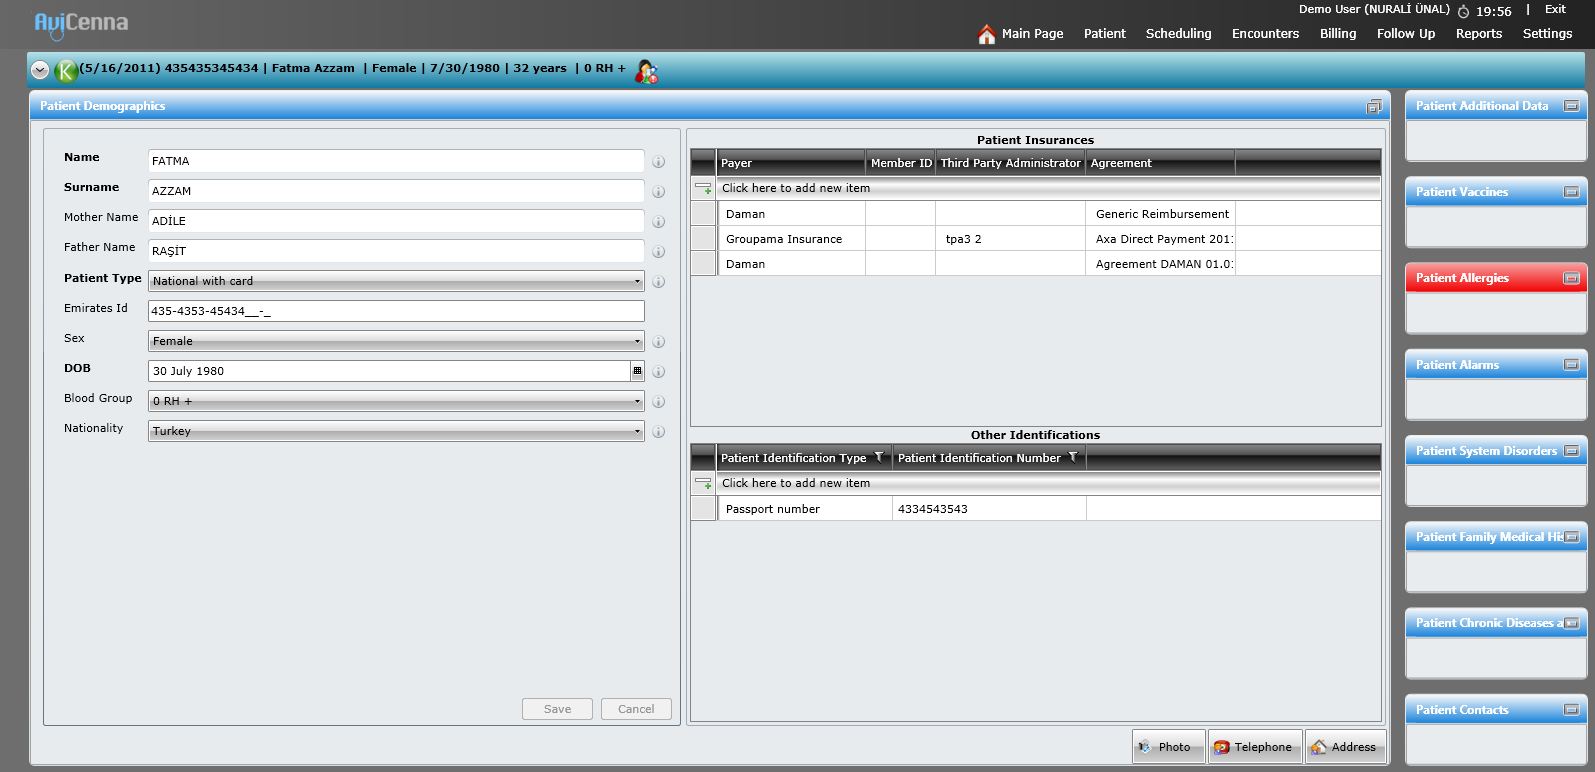 AviCenna
Demo User (NURALİ ÜNAL) 19:56 | Exit
Main Page Patient Scheduling Encounters Billing Follow Up Reports Settings
K (5/16/2011) 435435345434 | Fatma Azzam | Female | 7/30/1980 | 32 years | 0 RH +
Patient Demographics
Name FATMA
Surname AZZAM
Mother Name ADİLE
Father Name RAŞİT
Patient Type National with card
Emirates Id 435-4353-45434__-_
Sex Female
DOB 30 July 1980
Blood Group 0 RH +
Nationality Turkey
Save Cancel
Patient Insurances
Payer Member ID Third Party Administrator Agreement
Click here to add new item
Daman Generic Reimbursement
Groupama Insurance tpa3 2 Axa Direct Payment 201
Daman Agreement DAMAN 01.0
Other Identifications
Patient Identification Type Patient Identification Number
Click here to add new item
Passport number 4334543543
Photo Telephone Address
Patient Additional Data
Patient Vaccines
Patient Allergies
Patient Alarms
Patient System Disorders
Patient Family Medical His
Patient Chronic Diseases a
Patient Contacts